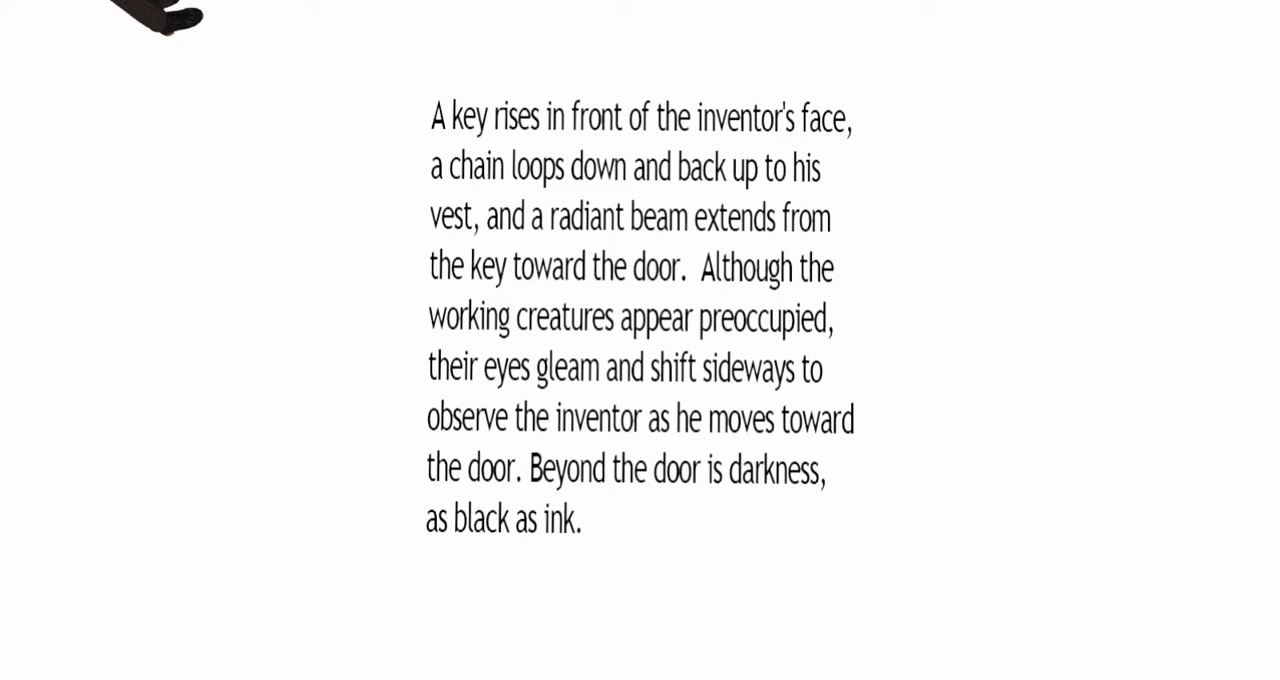 A key rises in front of the inventor's face,
a chain loops down and back up to his
vest, and a radiant beam extends from
the key toward the door.  Although the
working creatures appear preoccupied,
their eyes gleam and shift sideways to
observe the inventor as he moves toward
the door. Beyond the door is darkness,
as black as ink.